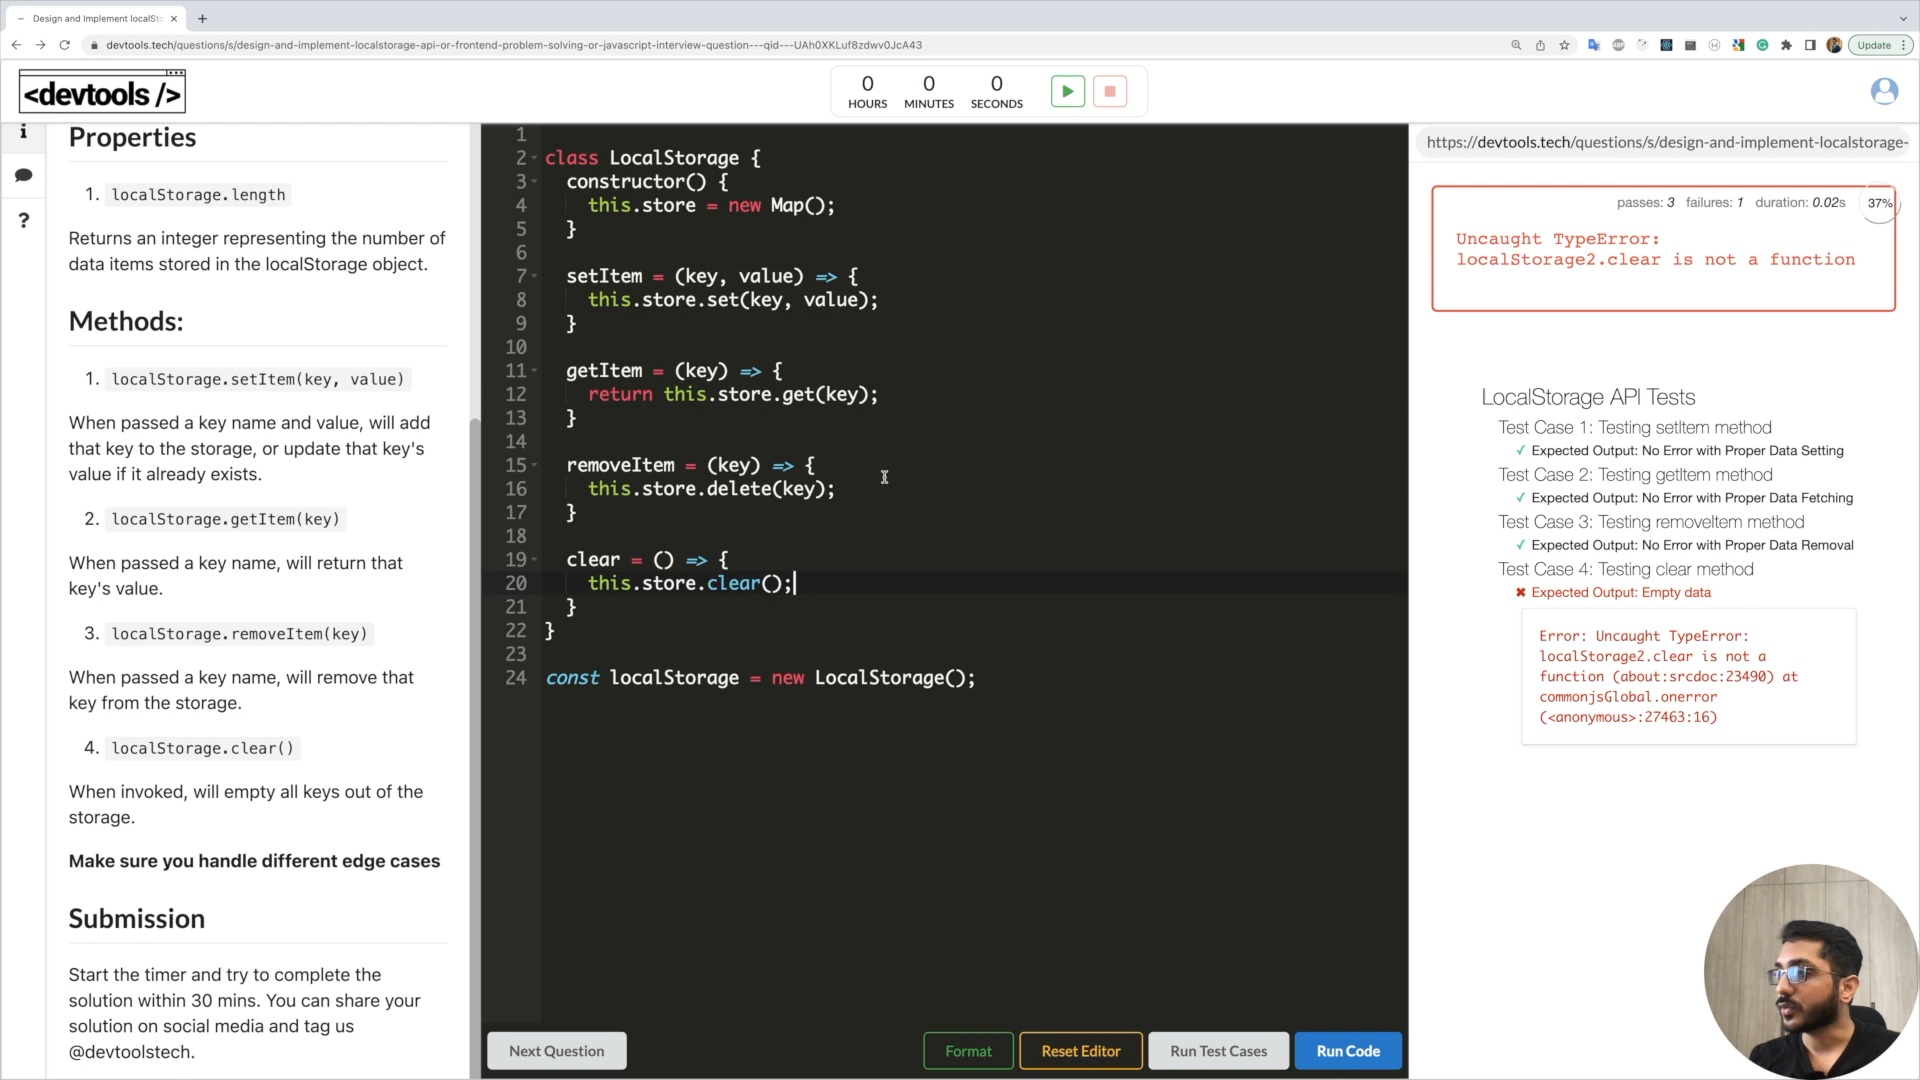 Design and Implement localSto
devtools.tech/questions/s/design-and-implement-localstorage-api-or-frontend-problem-solving-or-javascript-interview-question---qid---UAh0XKLuf8zdwv0JcA43
Update
<devtools />
0
HOURS
0
MINUTES
0
SECONDS
Properties
1. localStorage.length
Returns an integer representing the number of
data items stored in the localStorage object.
Methods:
1. localStorage.setItem(key, value)
When passed a key name and value, will add
that key to the storage, or update that key's
value if it already exists.
2. localStorage.getItem(key)
When passed a key name, will return that
key's value.
3. localStorage.removeItem(key)
When passed a key name, will remove that
key from the storage.
4. localStorage.clear()
When invoked, will empty all keys out of the
storage.
Make sure you handle different edge cases
Submission
Start the timer and try to complete the
solution within 30 mins. You can share your
solution on social media and tag us
@devtoolstech.
1
2 class LocalStorage {
3 constructor() {
4 this.store = new Map();
5 }
6
7 setItem = (key, value) => {
8 this.store.set(key, value);
9 }
10
11 getItem = (key) => {
12 return this.store.get(key);
13 }
14
15 removeItem = (key) => {
16 this.store.delete(key);
17 }
18
19 clear = () => {
20 this.store.clear();
21 }
22 }
23
24 const localStorage = new LocalStorage();
Next Question
Format
Reset Editor
Run Test Cases
Run Code
https://devtools.tech/questions/s/design-and-implement-localstorage-
passes: 3 failures: 1 duration: 0.02s 37%
Uncaught TypeError:
localStorage2.clear is not a function
LocalStorage API Tests
Test Case 1: Testing setItem method
✓ Expected Output: No Error with Proper Data Setting
Test Case 2: Testing getItem method
✓ Expected Output: No Error with Proper Data Fetching
Test Case 3: Testing removeItem method
✓ Expected Output: No Error with Proper Data Removal
Test Case 4: Testing clear method
✖ Expected Output: Empty data
Error: Uncaught TypeError:
localStorage2.clear is not a
function (about:srcdoc:23490) at
commonjsGlobal.onerror
(<anonymous>:27463:16)